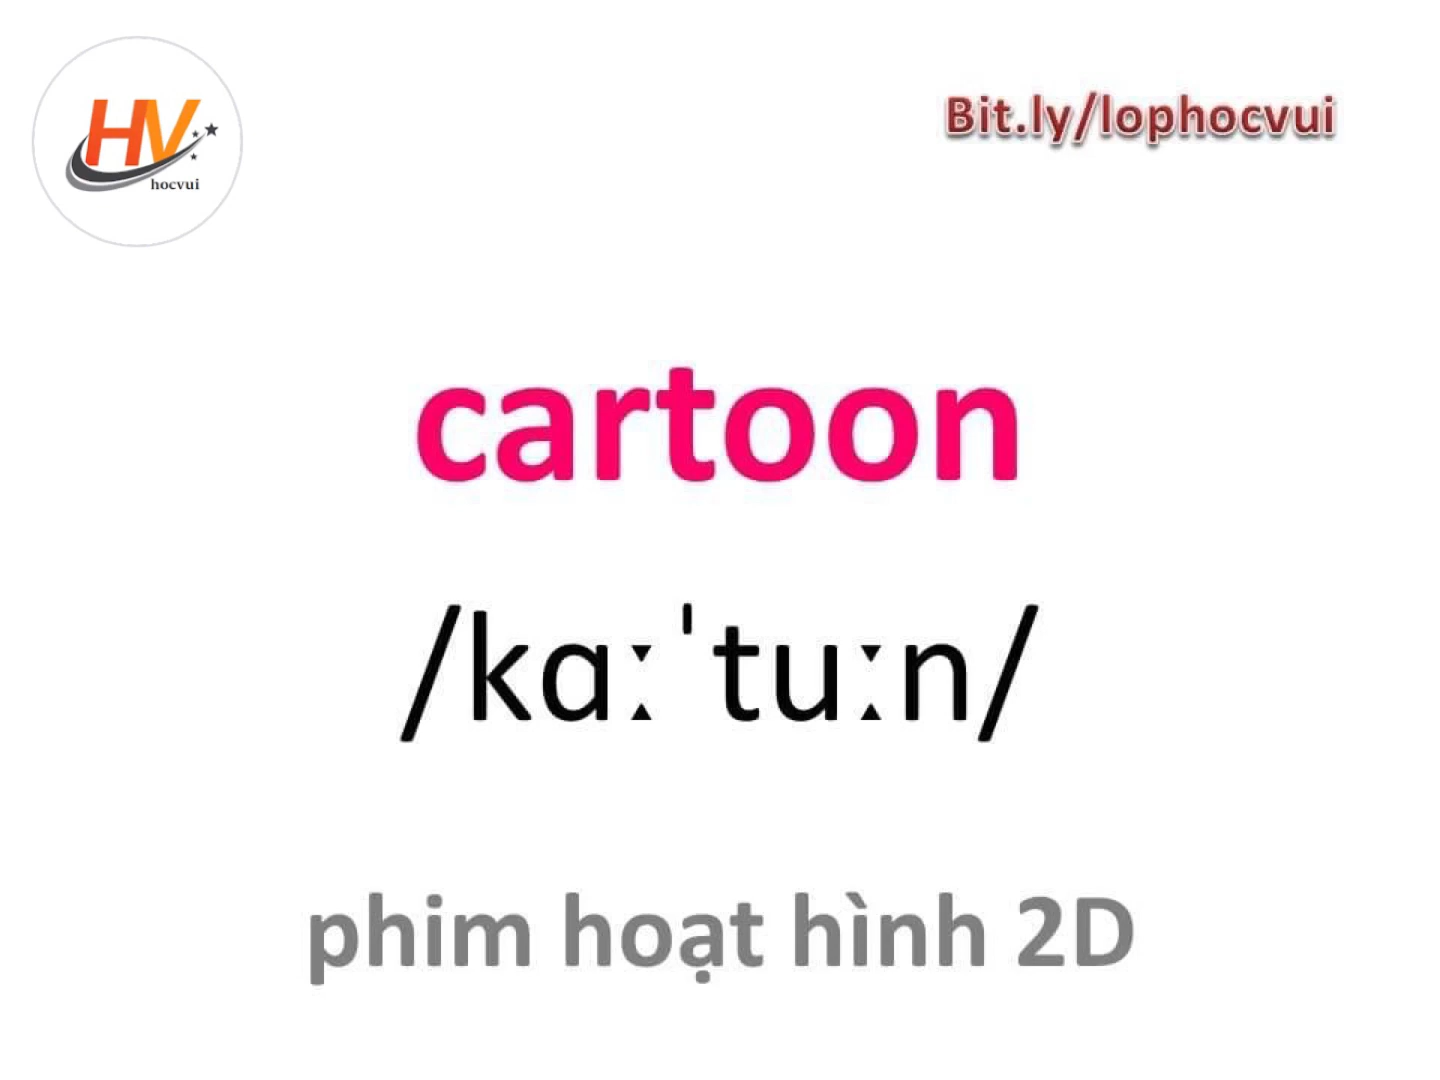 HV
hocvui
Bit.ly/lophocvui
cartoon
/kɑːˈtuːn/
phim hoạt hình 2D